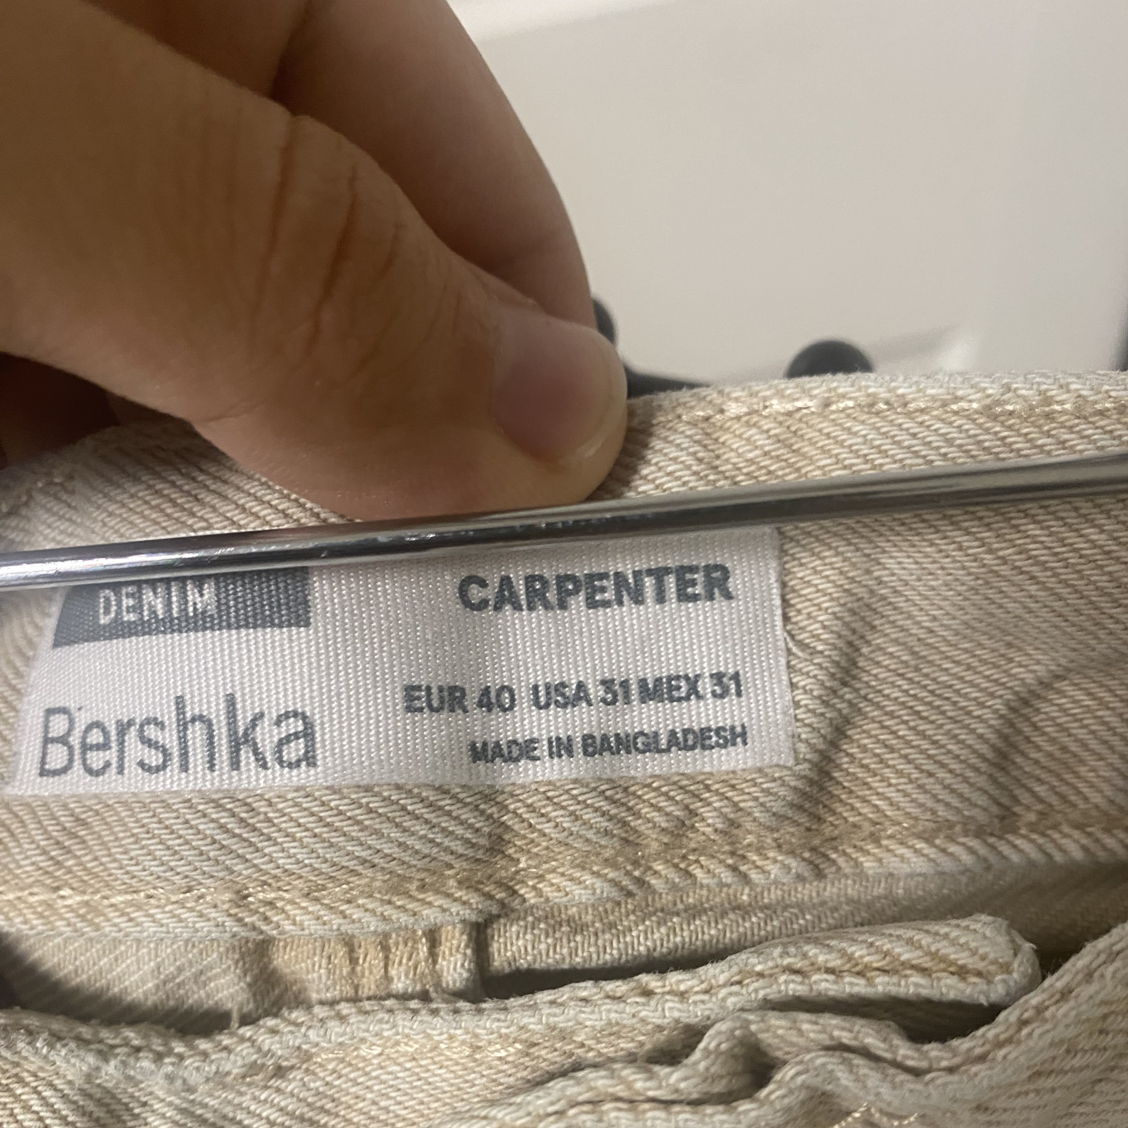 DENIM
Bershka
CARPENTER
EUR 40 USA 31 MEX 31
MADE IN BANGLADESH